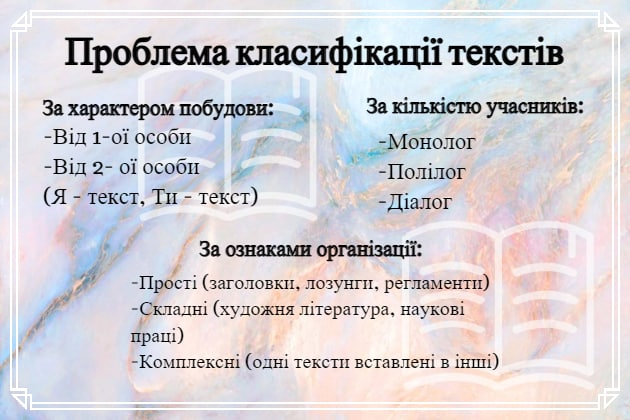 Проблема класифікації текстів
За характером побудови:
-Від 1-ої особи
-Від 2- ої особи
(Я - текст, Ти - текст)
За кількістю учасників:
-Монолог
-Полілог
-Діалог
За ознаками організації:
-Прості (заголовки, лозунги, регламенти)
-Складні (художня література, наукові
праці)
-Комплексні (одні тексти вставлені в інші)